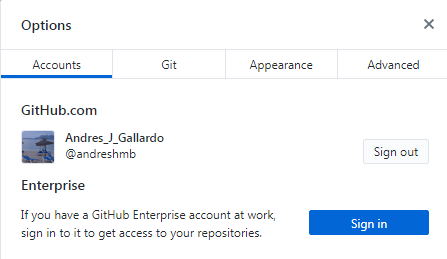 Options
Accounts Git Appearance Advanced
GitHub.com
Andres_J_Gallardo
@andreshmb
Sign out
Enterprise
If you have a GitHub Enterprise account at work,
sign in to it to get access to your repositories.
Sign in